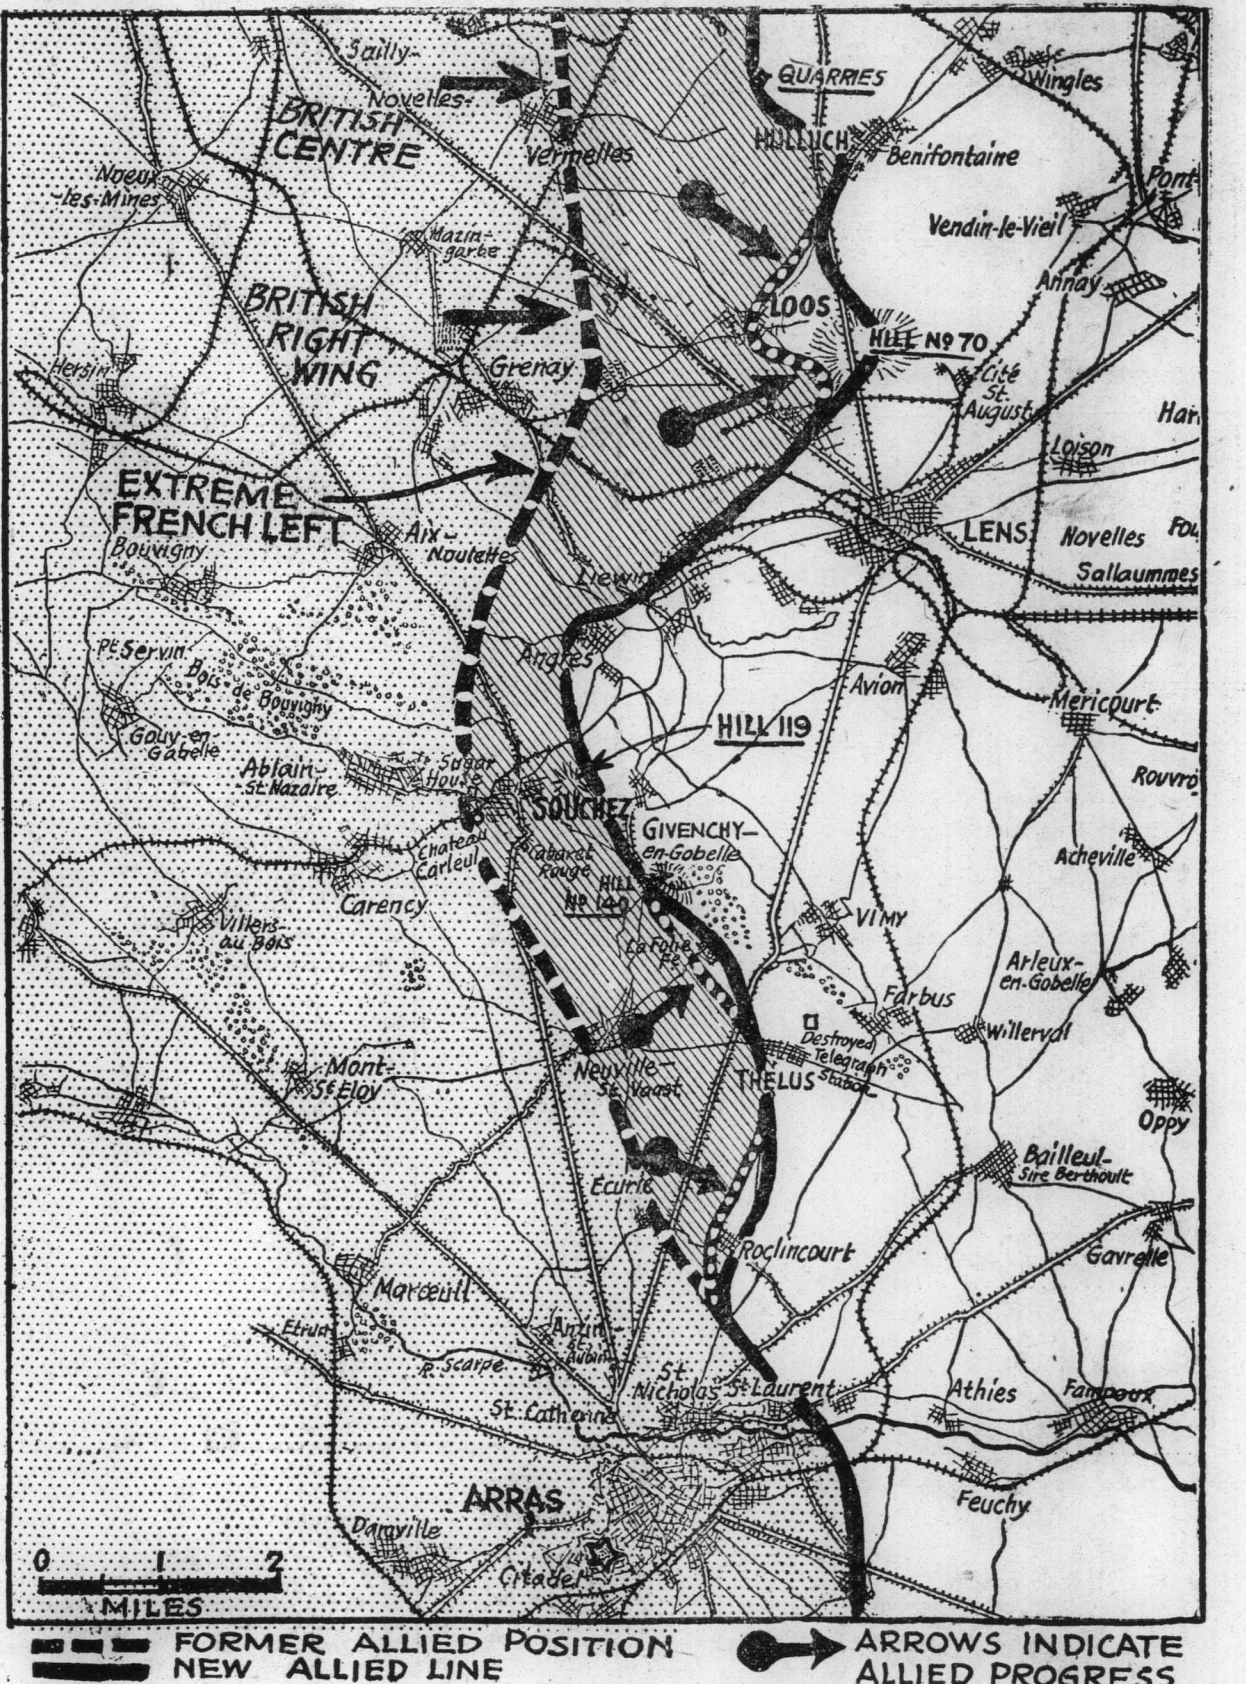 Sailly-
Novelles-
BRITISH
CENTRE
Vermelles
QUARRIES
Wingles
HULLUCH
Benifontaine
Noeux
-les-Mines
Pont-
Mazin-
garbe
Vendin-le-Vieil
Annay
BRITISH
RIGHT
WING
LOOS
HILL No 70
Hersin
Grenay
Cité
St.
August
Har
Loison
EXTREME
FRENCH LEFT
Bouvigny
Aix-
Noulette
LENS
Novelles
Fou
Sallaummes
Liewin
Pt Servin
Bois de Bouvigny
Angres
Avion
Mericourt
Gouy-en-
Gabelle
HILL 119
Ablain-
St Nazaire
Sugar
House
Rouvro
SOUCHEZ
GIVENCHY-
en-Gobelle
Chateau
Carleul
Cabaret
Rouge
HILL
No 140
Acheville
Carency
Villers
au Bois
VIMY
La Folie
Fe
Arleux-
en-Gobelle
Farbus
Willerval
Destroyed
Telegraph
Station
Mont-
St Eloy
Neuville-
St Vaast
THELUS
Oppy
Bailleul-
Sire Berthoult
Ecurie
Roclincourt
Gavrelle
Marœuil
Etrun
R. Scarpe
Anzin
St
Aubin
St.
Nicholas
St Laurent
Athies
Fampoux
St. Catherine
ARRAS
Feuchy
Dainville
Citadel
0 1 2
MILES
FORMER ALLIED POSITION
NEW ALLIED LINE
ARROWS INDICATE
ALLIED PROGRESS